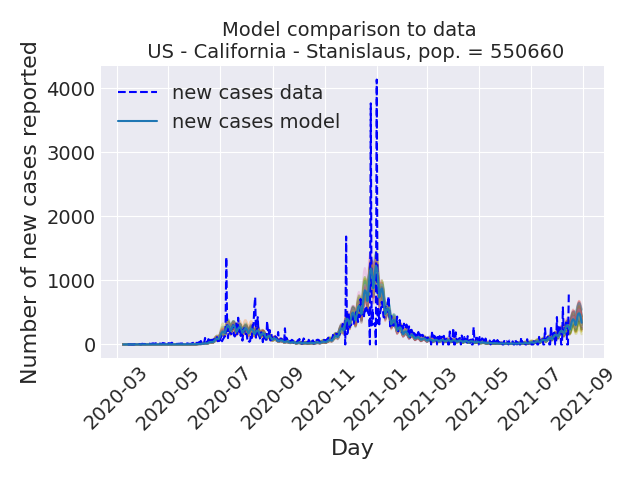 Model comparison to data
US - California - Stanislaus, pop. = 550660
Number of new cases reported
4000
3000
2000
1000
0
new cases data
new cases model
2020-03
2020-05
2020-07
2020-09
2020-11
2021-01
2021-03
2021-05
2021-07
2021-09
Day